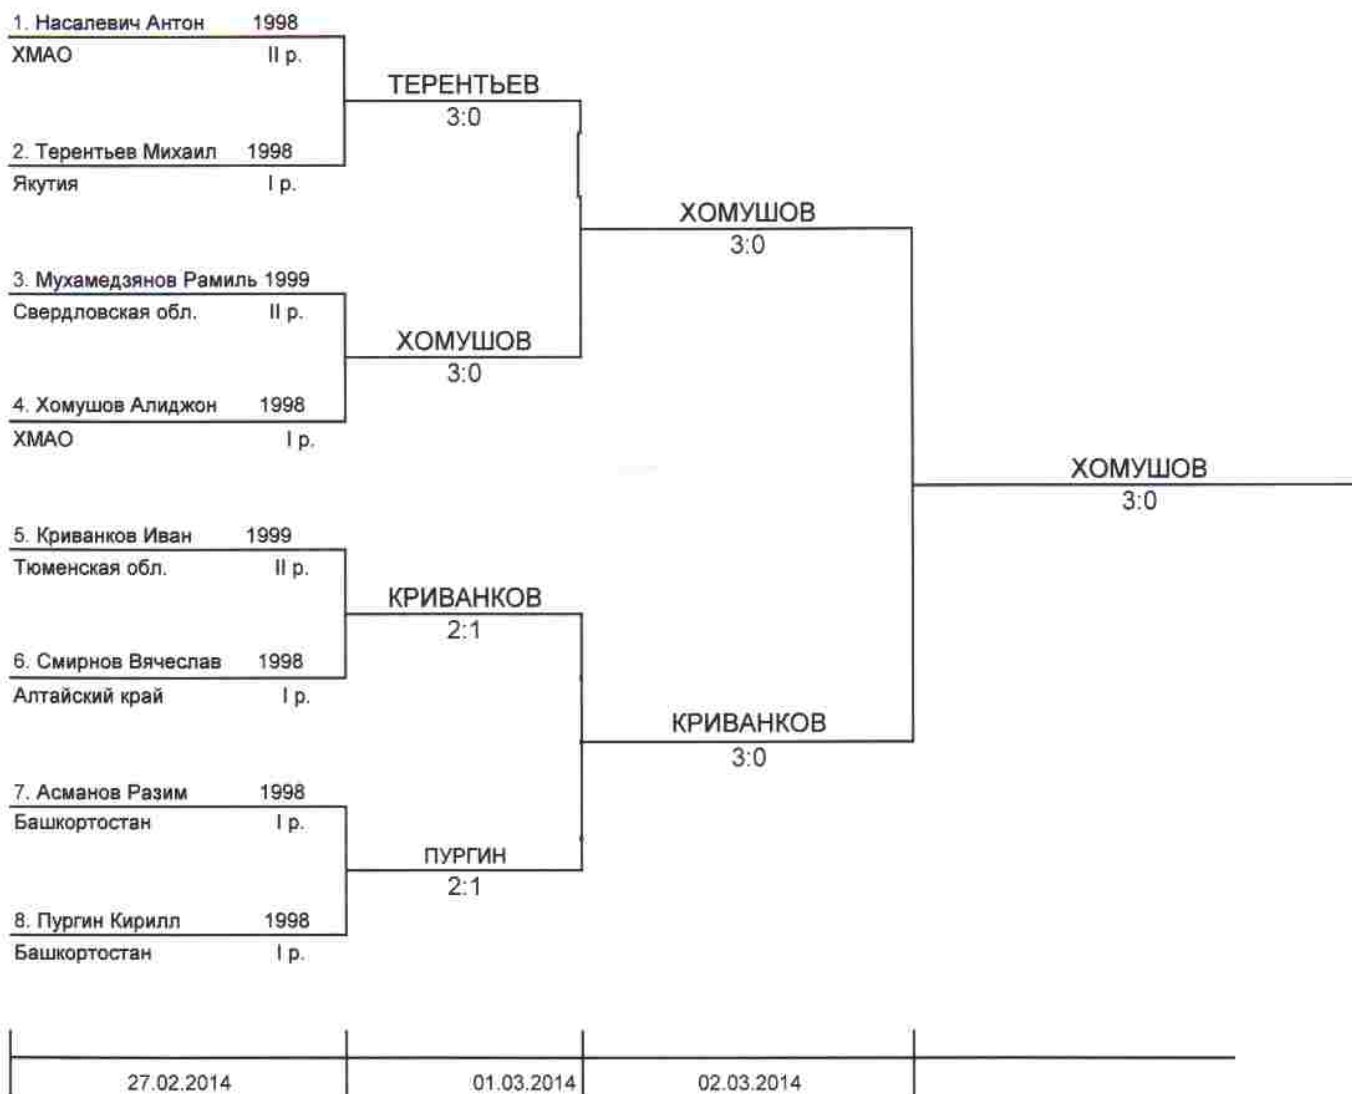 1. Насалевич Антон 1998
ХМАО II р.
ТЕРЕНТЬЕВ
3:0
2. Терентьев Михаил 1998
Якутия I р.
ХОМУШОВ
3:0
3. Мухамедзянов Рамиль 1999
Свердловская обл. II р.
ХОМУШОВ
3:0
4. Хомушов Алиджон 1998
ХМАО I р.
ХОМУШОВ
3:0
5. Криванков Иван 1999
Тюменская обл. II р.
КРИВАНКОВ
2:1
6. Смирнов Вячеслав 1998
Алтайский край I р.
КРИВАНКОВ
3:0
7. Асманов Разим 1998
Башкортостан I р.
ПУРГИН
2:1
8. Пургин Кирилл 1998
Башкортостан I р.
27.02.2014 01.03.2014 02.03.2014